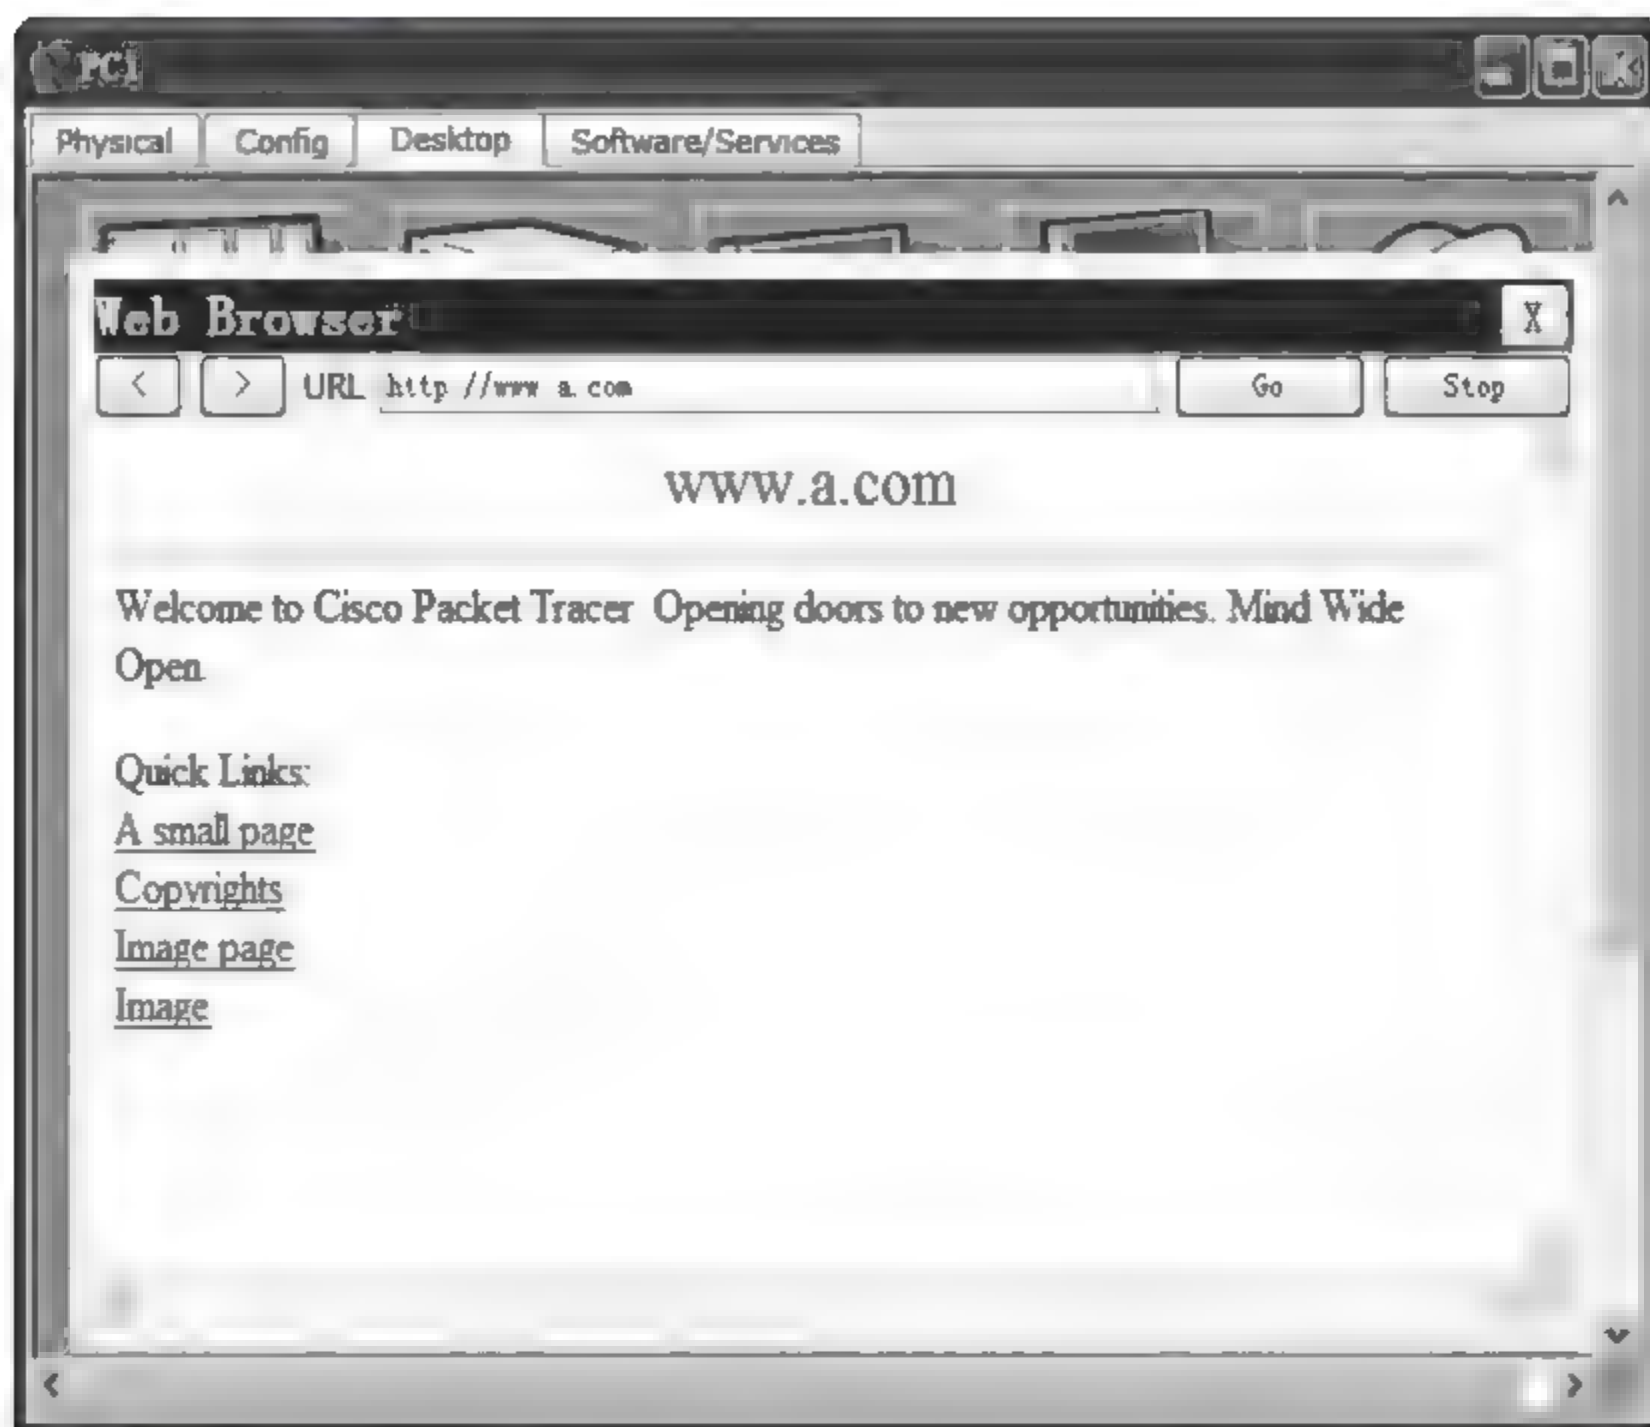 PC1
Physical Config Desktop Software/Services
Web Browser X
< > URL http //www a.com Go Stop
www.a.com
Welcome to Cisco Packet Tracer Opening doors to new opportunities. Mind Wide
Open
Quick Links:
A small page
Copyrights
Image page
Image